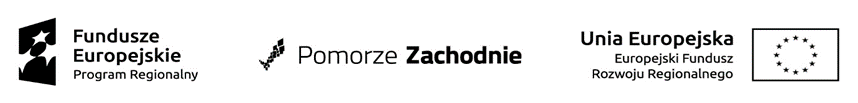 Fundusze
Europejskie
Program Regionalny
Pomorze Zachodnie
Unia Europejska
Europejski Fundusz
Rozwoju Regionalnego